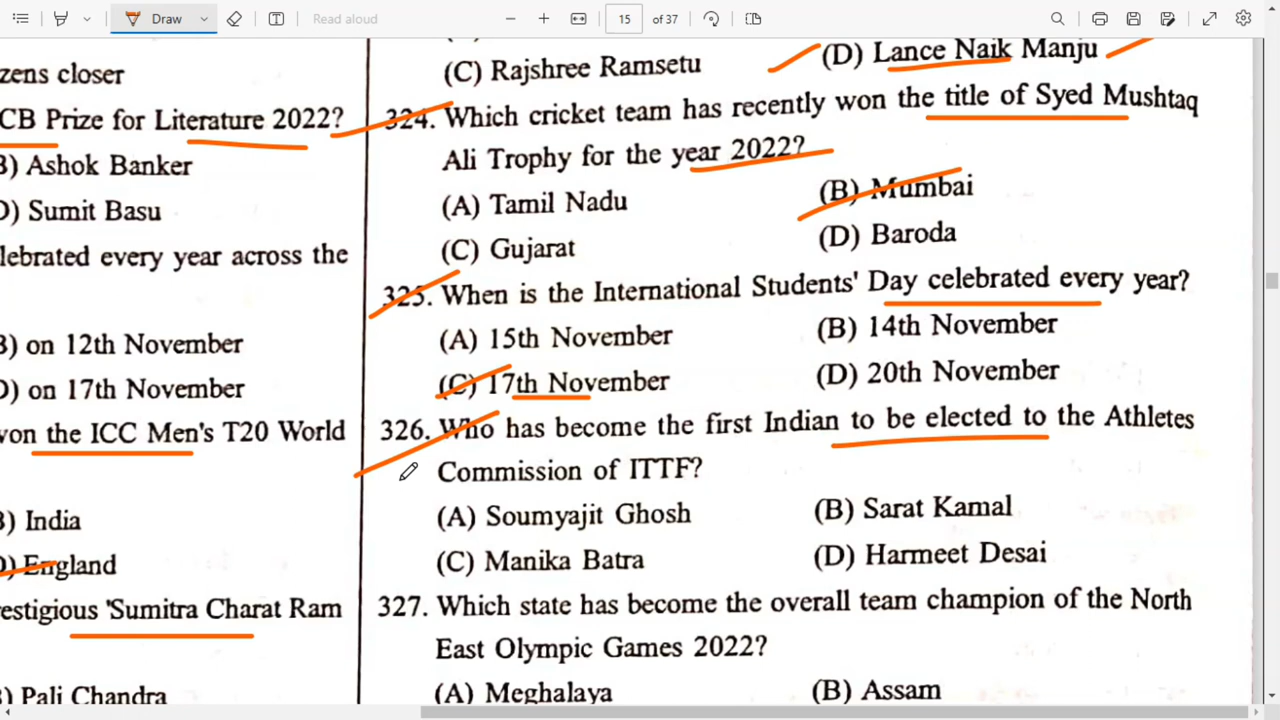 Draw
Read aloud
15 of 37
zens closer
CB Prize for Literature 2022?
B) Ashok Banker
D) Sumit Basu
lebrated every year across the
B) on 12th November
D) on 17th November
von the ICC Men's T20 World
B) India
D) England
restigious 'Sumitra Charat Ram
B) Pali Chandra
(C) Rajshree Ramsetu
(D) Lance Naik Manju
324. Which cricket team has recently won the title of Syed Mushtaq
Ali Trophy for the year 2022?
(A) Tamil Nadu
(B) Mumbai
(C) Gujarat
(D) Baroda
325. When is the International Students' Day celebrated every year?
(A) 15th November
(B) 14th November
(C) 17th November
(D) 20th November
326. Who has become the first Indian to be elected to the Athletes
Commission of ITTF?
(A) Soumyajit Ghosh
(B) Sarat Kamal
(C) Manika Batra
(D) Harmeet Desai
327. Which state has become the overall team champion of the North
East Olympic Games 2022?
(A) Meghalaya
(B) Assam